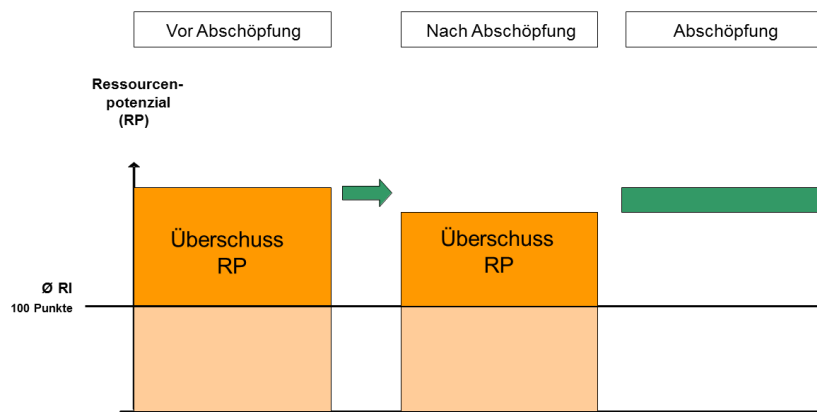 Vor Abschöpfung
Nach Abschöpfung
Abschöpfung
Ressourcen-
potenzial
(RP)
Überschuss
RP
Überschuss
RP
Ø RI
100 Punkte